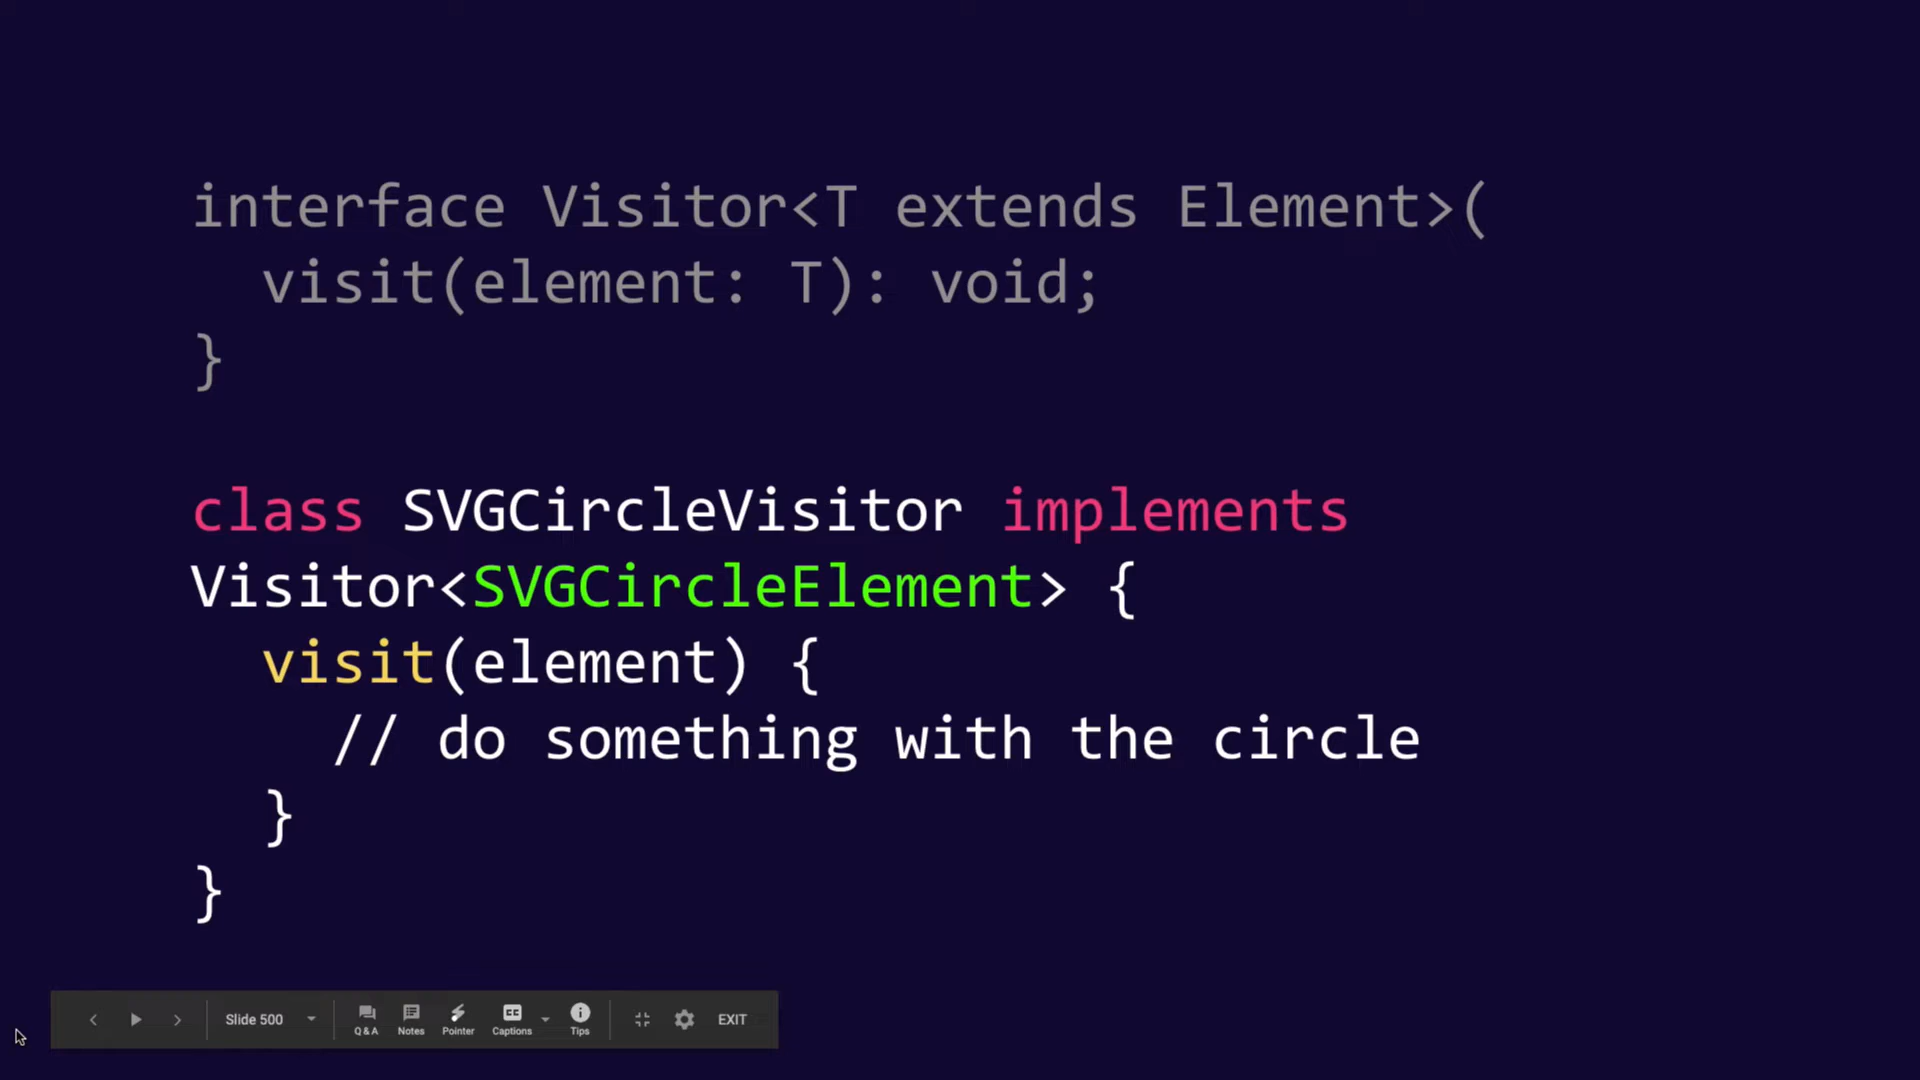 interface Visitor<T extends Element>(
  visit(element: T): void;
}
class SVGCircleVisitor implements
Visitor<SVGCircleElement> {
  visit(element) {
    // do something with the circle
  }
}
Slide 500
Q&A Notes Pointer CC Captions Tips EXIT